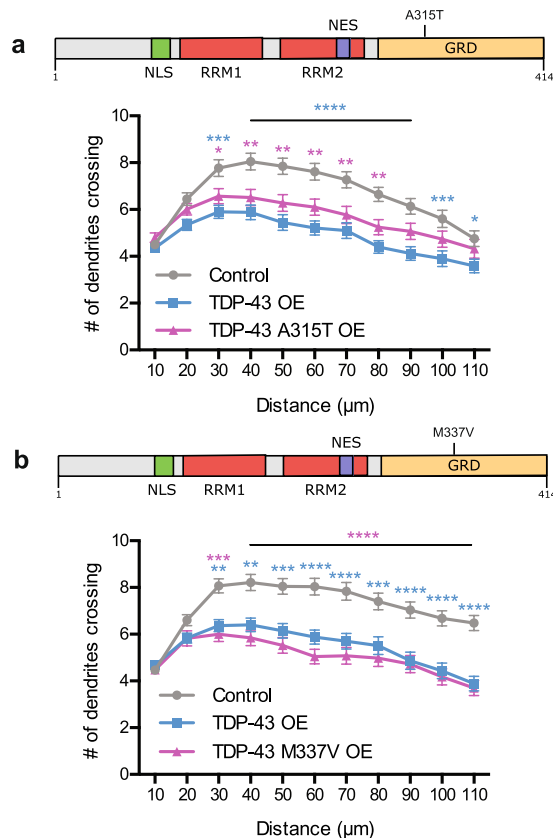 a
A315T
NES
GRD
1
414
NLS
RRM1
RRM2
****
***
*
**
**
**
**
**
**
***
*
10
8
6
4
2
0
# of dendrites crossing
Control
TDP-43 OE
TDP-43 A315T OE
10 20 30 40 50 60 70 80 90 100 110
Distance (µm)
b
M337V
NES
GRD
1
414
NLS
RRM1
RRM2
****
***
** ** *** **** **** *** **** **** ****
10
8
6
4
2
0
# of dendrites crossing
Control
TDP-43 OE
TDP-43 M337V OE
10 20 30 40 50 60 70 80 90 100 110
Distance (µm)